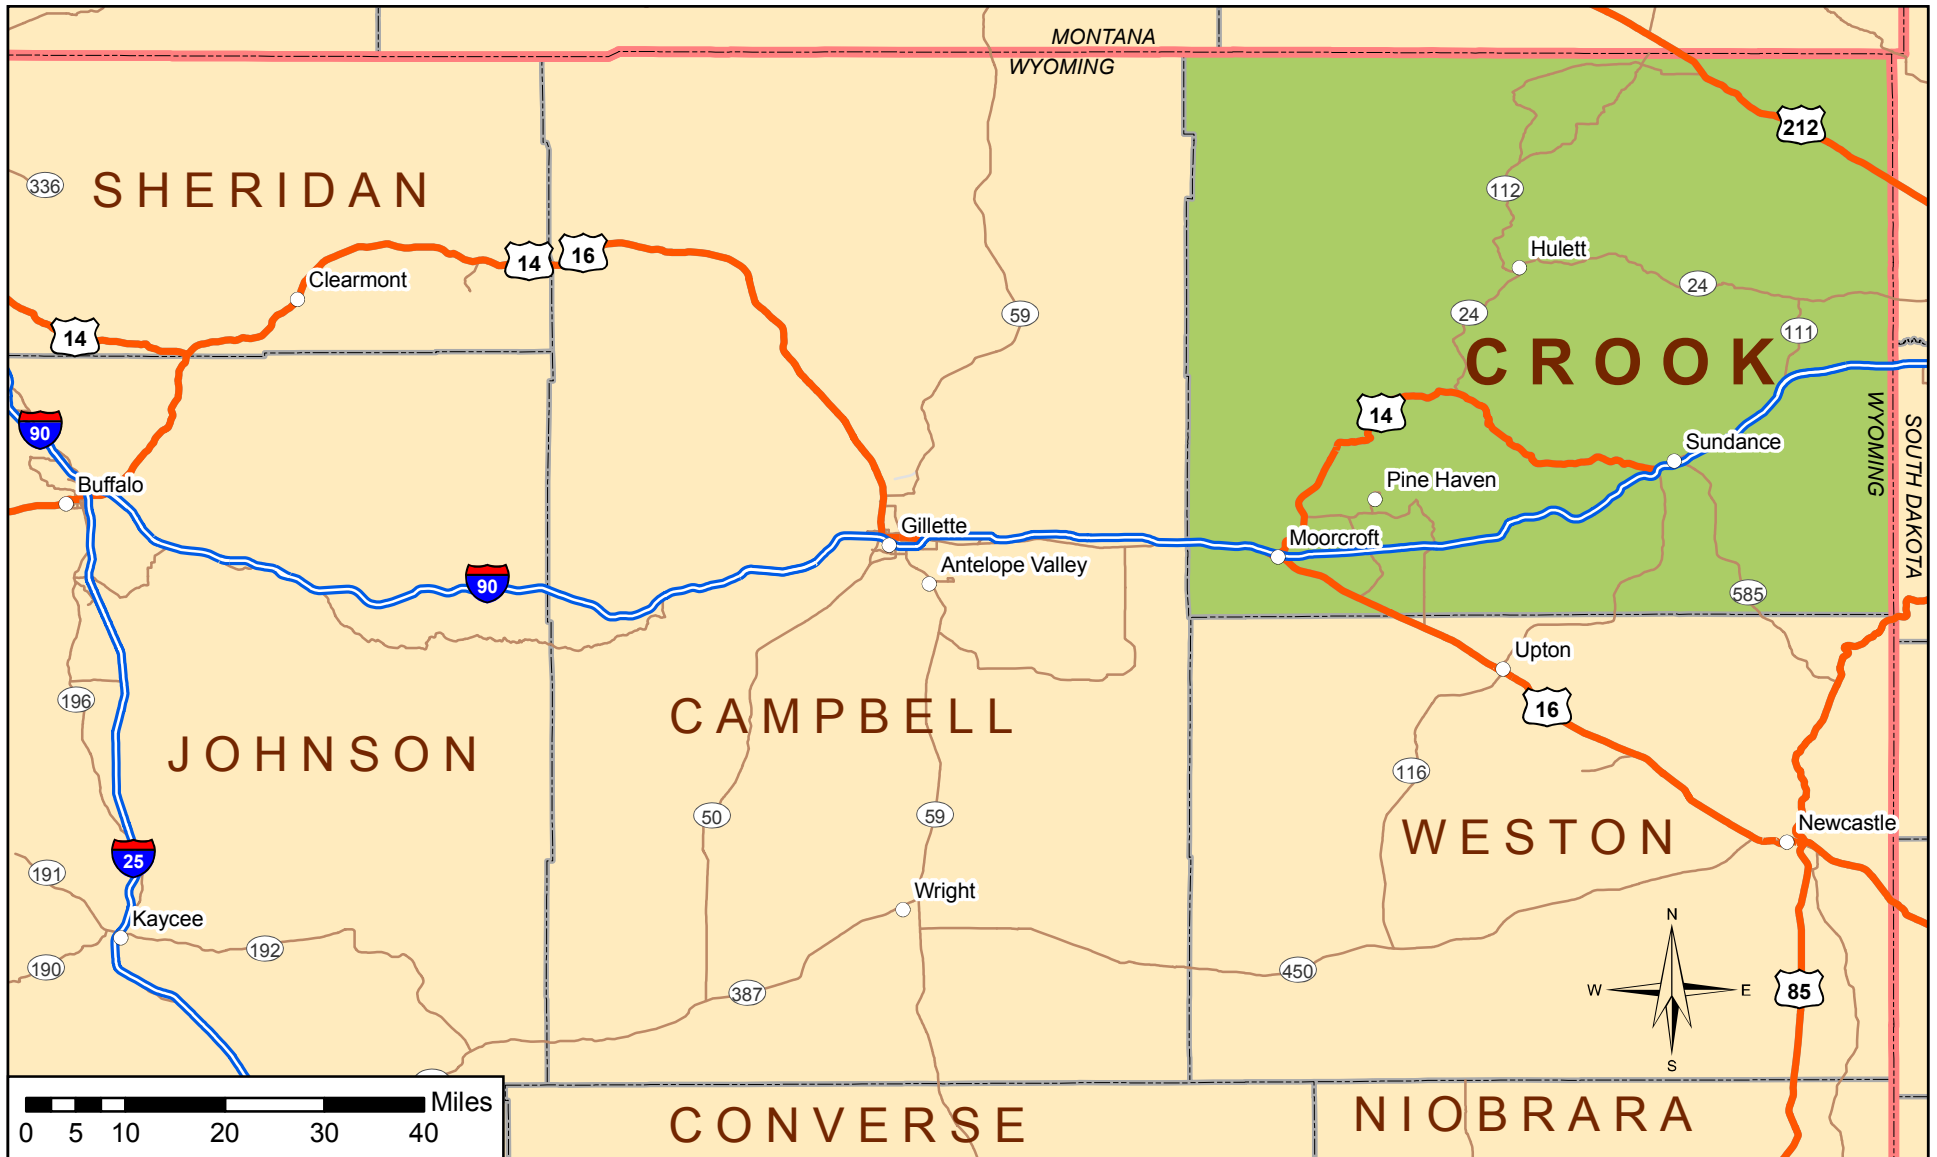 MONTANA
WYOMING
212
336
SHERIDAN
112
Hulett
14
16
Clearmont
24
59
24
14
111
CROOK
14
90
WYOMING
SOUTH DAKOTA
Sundance
Buffalo
Pine Haven
Gillette
Moorcroft
Antelope Valley
90
585
Upton
196
16
CAMPBELL
JOHNSON
116
50
59
Newcastle
WESTON
25
191
Wright
Kaycee
N
192
190
450
387
W
E
85
S
Miles
0 5 10 20 30 40
CONVERSE
NIOBRARA